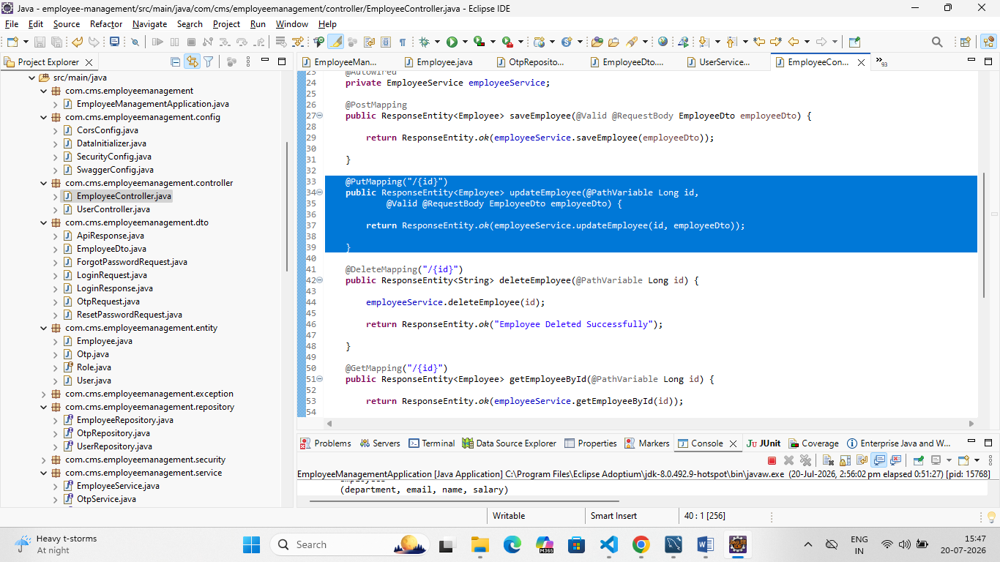 Java - employee-management/src/main/java/com/cms/employeemanagement/controller/EmployeeController.java - Eclipse IDE
File Edit Source Refactor Navigate Search Project Run Window Help
Project Explorer
src/main/java
com.cms.employeemanagement
EmployeeManagementApplication.java
com.cms.employeemanagement.config
CorsConfig.java
DataInitializer.java
SecurityConfig.java
SwaggerConfig.java
com.cms.employeemanagement.controller
EmployeeController.java
UserController.java
com.cms.employeemanagement.dto
ApiResponse.java
EmployeeDto.java
ForgotPasswordRequest.java
LoginRequest.java
LoginResponse.java
OtpRequest.java
ResetPasswordRequest.java
com.cms.employeemanagement.entity
Employee.java
Otp.java
Role.java
User.java
com.cms.employeemanagement.exception
com.cms.employeemanagement.repository
EmployeeRepository.java
OtpRepository.java
UserRepository.java
com.cms.employeemanagement.security
com.cms.employeemanagement.service
EmployeeService.java
OtpService.java
EmployeeMan... Employee.java OtpReposito... EmployeeDto.... UserService... EmployeeCon... »93
23 @Autowired
24 private EmployeeService employeeService;
25
26 @PostMapping
27 public ResponseEntity<Employee> saveEmployee(@Valid @RequestBody EmployeeDto employeeDto) {
28
29 return ResponseEntity.ok(employeeService.saveEmployee(employeeDto));
30
31 }
32
33 @PutMapping("/{id}")
34 public ResponseEntity<Employee> updateEmployee(@PathVariable Long id,
35 @Valid @RequestBody EmployeeDto employeeDto) {
36
37 return ResponseEntity.ok(employeeService.updateEmployee(id, employeeDto));
38
39 }
40
41 @DeleteMapping("/{id}")
42 public ResponseEntity<String> deleteEmployee(@PathVariable Long id) {
43
44 employeeService.deleteEmployee(id);
45
46 return ResponseEntity.ok("Employee Deleted Successfully");
47
48 }
49
50 @GetMapping("/{id}")
51 public ResponseEntity<Employee> getEmployeeById(@PathVariable Long id) {
52
53 return ResponseEntity.ok(employeeService.getEmployeeById(id));
54
Problems Servers Terminal Data Source Explorer Properties Markers Console JUnit Coverage Enterprise Java and W...
EmployeeManagementApplication [Java Application] C:\Program Files\Eclipse Adoptium\jdk-8.0.492.9-hotspot\bin\javaw.exe (20-Jul-2026, 2:56:02 pm elapsed 0:51:27) [pid: 15768]
(department, email, name, salary)
Writable Smart Insert 40 : 1 [256]
Heavy t-storms
At night
Search
M365
ENG
IN
15:47
20-07-2026